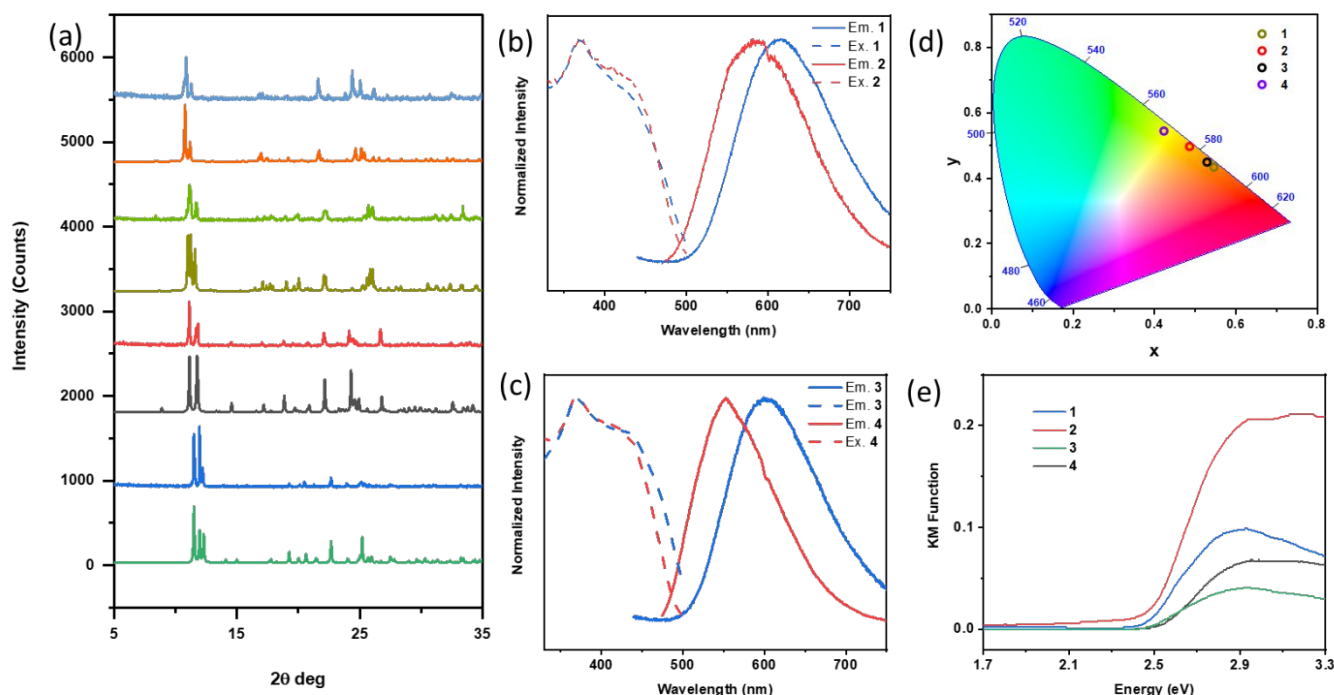 (a)
Intensity (Counts)
6000
5000
4000
3000
2000
1000
0
5
15
25
35
2θ deg
(b)
Normalized Intensity
Em. 1
Ex. 1
Em. 2
Ex. 2
400
500
600
700
Wavelength (nm)
(c)
Normalized Intensity
Em. 3
Em. 3
Em. 4
Ex. 4
400
500
600
700
Wavelength (nm)
(d)
y
0.8
0.6
0.4
0.2
0.0
520
540
560
500
580
600
620
480
460
1
2
3
4
0.0
0.2
0.4
0.6
0.8
x
(e)
KM Function
0.2
0.1
0.0
1
2
3
4
1.7
2.1
2.5
2.9
3.3
Energy (eV)